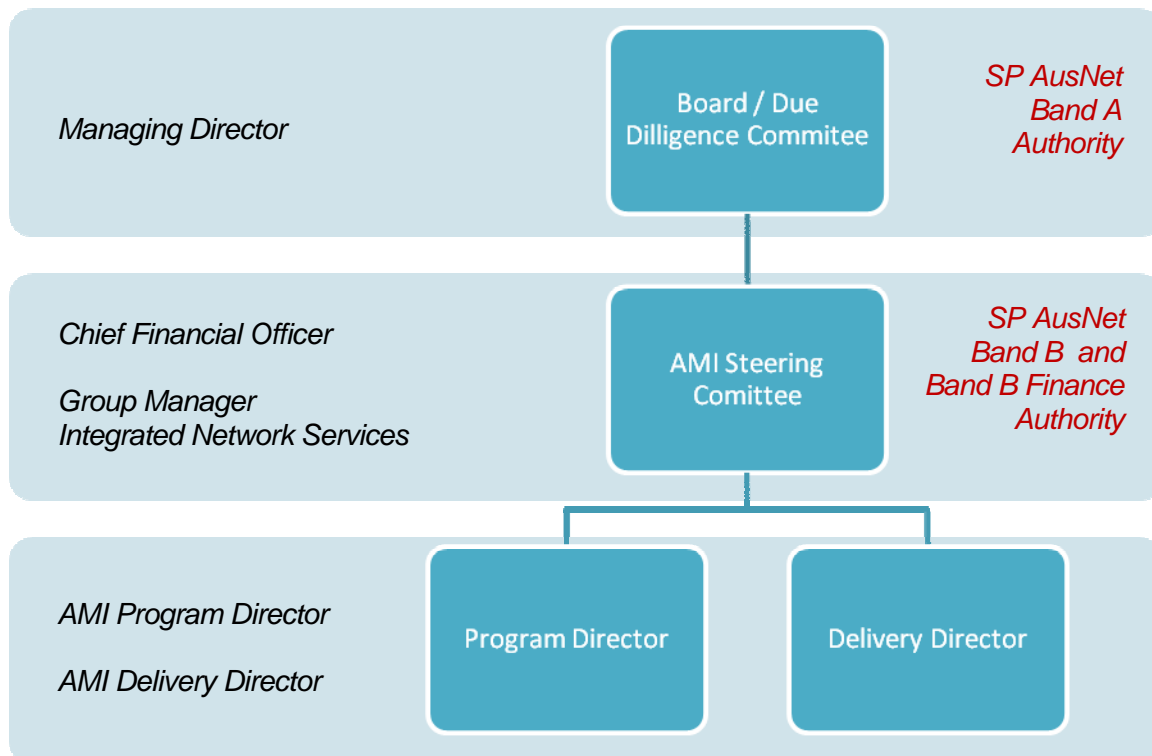 Managing Director
Board / Due
Dilligence Commitee
SP AusNet
Band A
Authority
Chief Financial Officer
Group Manager
Integrated Network Services
AMI Steering
Comittee
SP AusNet
Band B and
Band B Finance
Authority
AMI Program Director
AMI Delivery Director
Program Director
Delivery Director